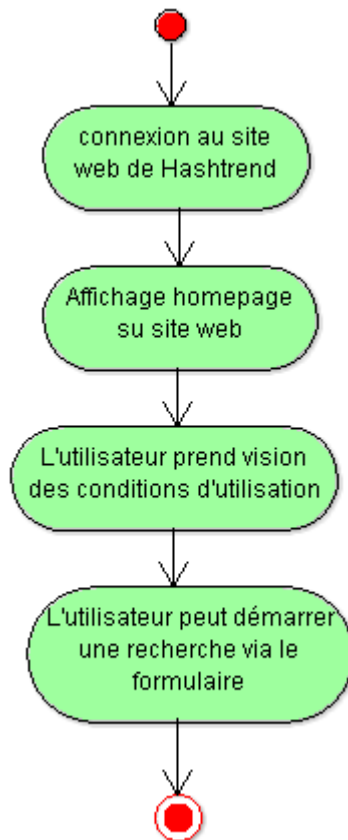 connexion au site
web de Hashtrend
Affichage homepage
su site web
L'utilisateur prend vision
des conditions d'utilisation
L'utilisateur peut démarrer
une recherche via le
formulaire